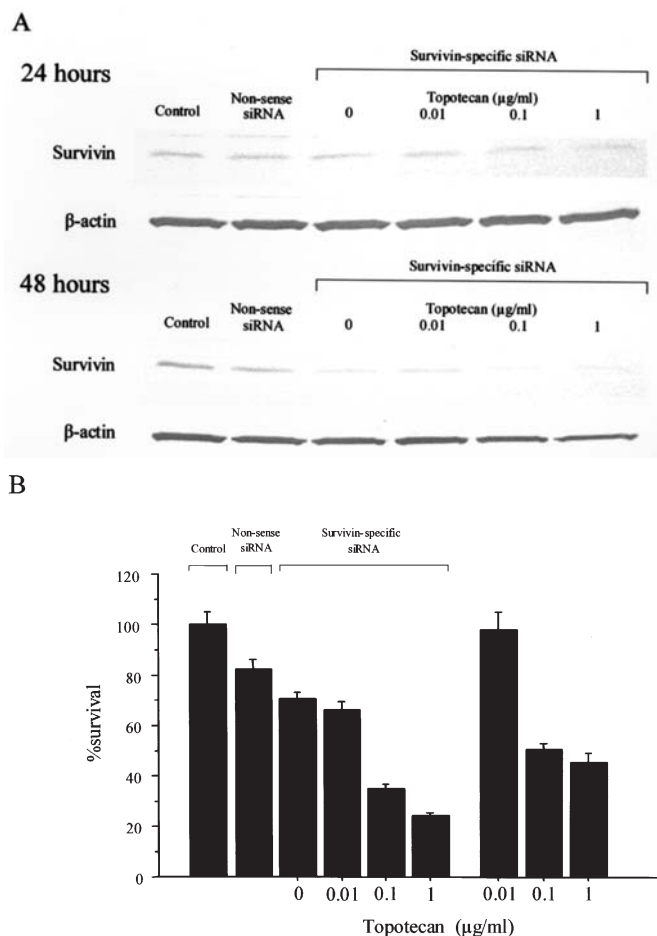 A
24 hours
Survivin-specific siRNA
Topotecan (µg/ml)
Control
Non-sense
siRNA
0 0.01 0.1 1
Survivin
β-actin
48 hours
Survivin-specific siRNA
Topotecan (µg/ml)
Control
Non-sense
siRNA
0 0.01 0.1 1
Survivin
β-actin
B
Control
Non-sense
siRNA
Survivin-specific
siRNA
120
100
80
60
40
20
0
%survival
0 0.01 0.1 1 0.01 0.1 1
Topotecan (µg/ml)